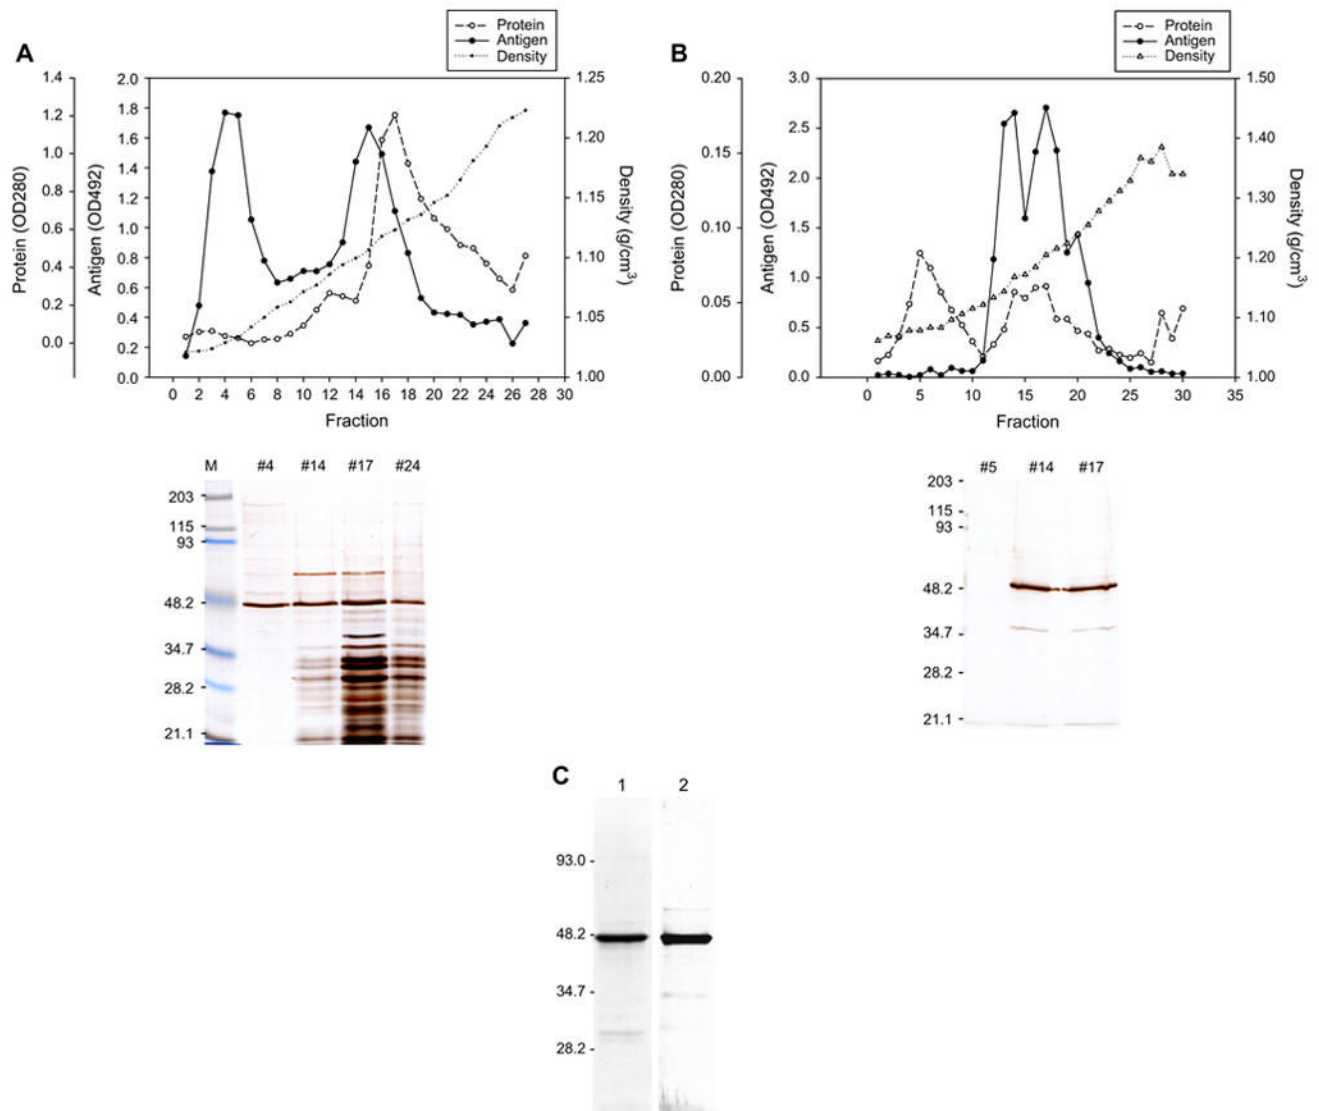 A
Protein
Antigen
Density
1.4
1.2
1.0
0.8
0.6
0.4
0.2
0.0
Protein (OD280)
2.0
1.8
1.6
1.4
1.2
1.0
0.8
0.6
0.4
0.2
0.0
Antigen (OD492)
1.25
1.20
1.15
1.10
1.05
1.00
Density (g/cm3)
0 2 4 6 8 10 12 14 16 18 20 22 24 26 28 30
Fraction
M #4 #14 #17 #24
203
115
93
48.2
34.7
28.2
21.1
B
Protein
Antigen
Density
0.20
0.15
0.10
0.05
0.00
Protein (OD280)
3.0
2.5
2.0
1.5
1.0
0.5
0.0
Antigen (OD492)
1.50
1.40
1.30
1.20
1.10
1.00
Density (g/cm3)
0 5 10 15 20 25 30 35
Fraction
#5 #14 #17
203
115
93
48.2
34.7
28.2
21.1
C
1 2
93.0
48.2
34.7
28.2